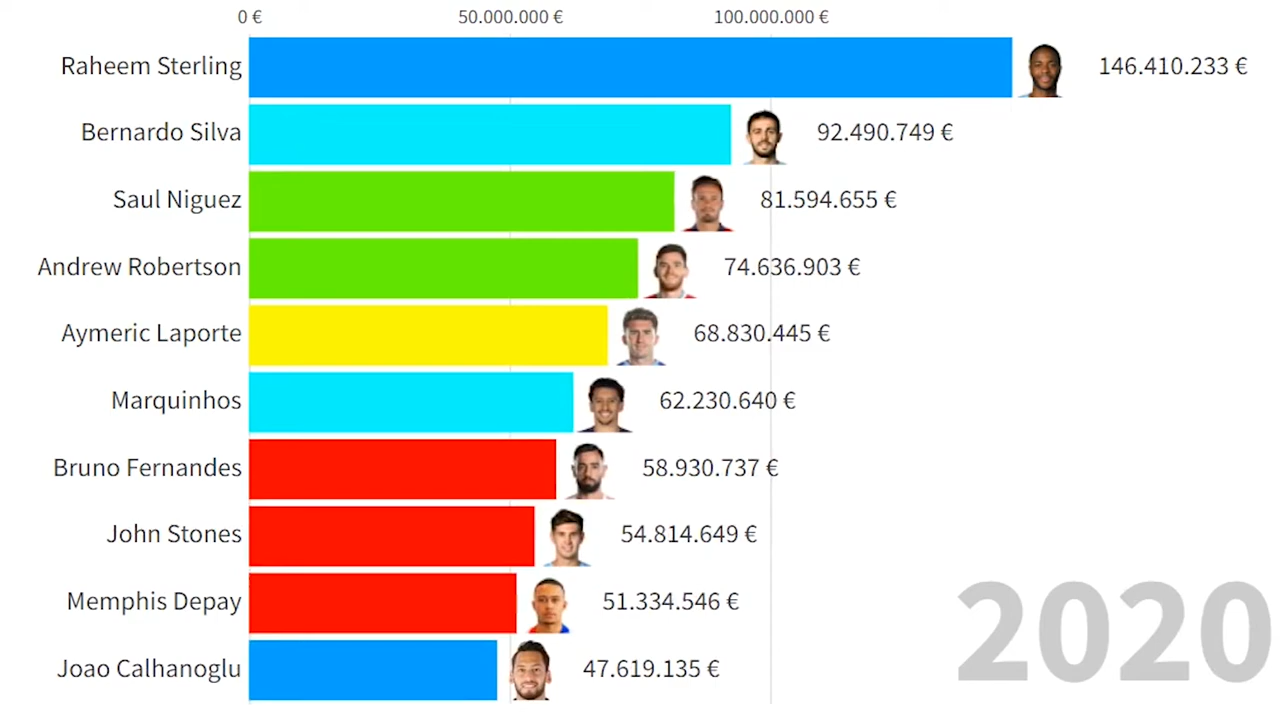 0 € 50.000.000 € 100.000.000 €
Raheem Sterling 146.410.233 €
Bernardo Silva 92.490.749 €
Saul Niguez 81.594.655 €
Andrew Robertson 74.636.903 €
Aymeric Laporte 68.830.445 €
Marquinhos 62.230.640 €
Bruno Fernandes 58.930.737 €
John Stones 54.814.649 €
Memphis Depay 51.334.546 €
Joao Calhanoglu 47.619.135 €
2020